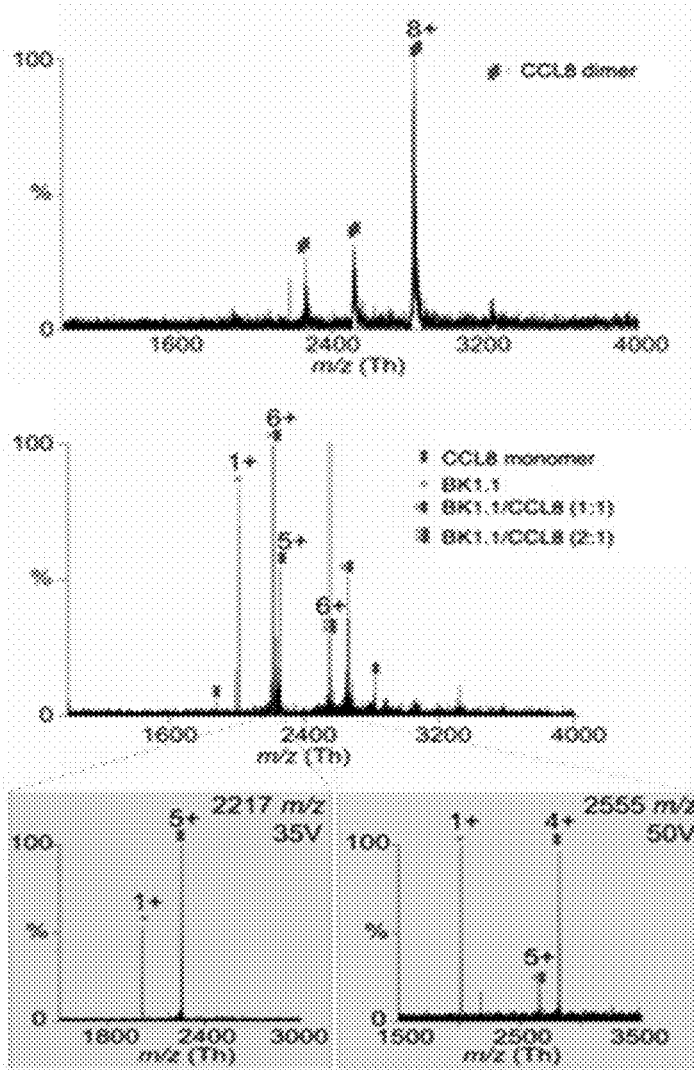 8+
100
CCL8 dimer
%
0
1600 2400 3200 4000
m/z (Th)
6+
100
1+
CCL8 monomer
BK1.1
BK1.1/CCL8 (1:1)
5+
BK1.1/CCL8 (2:1)
%
6+
0
1600 2400 3200 4000
m/z (Th)
5+
2217 m/z
35V
100
1+
%
0
1800 2400 3000
m/z (Th)
1+
4+
2555 m/z
50V
100
%
5+
0
1500 2500 3500
m/z (Th)